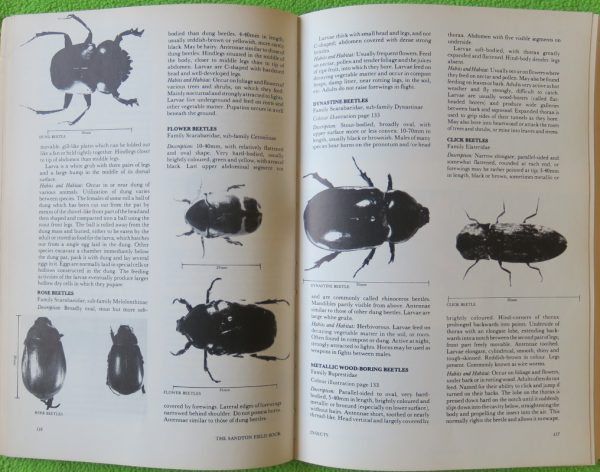 DUNG BEETLE
movable, gill-like plates which can be folded out
like a fan or held tightly together. Hindlegs closer
to tip of abdomen than middle legs.
Larva is a white grub with three pairs of legs
and a large hump in the middle of its dorsal
surface.
Habits and Habitat: Occur in or near dung of
various animals. Utilization of dung varies
between species. The females of some roll a ball of
dung which has been cut out from the pat by
means of the shovel-like front part of the head and
then shaped and compacted into a ball using the
stout front legs. The ball is rolled away from the
dung mass and buried, either to be eaten by the
adult or to feed the larva, which hatches
out from a single egg laid in the dung. Other
species excavate a chamber immediately below
the dung pat, pack it with dung and lay several
eggs in it. Eggs are normally laid in special cells or
hollows constructed in the dung. The feeding
activities of the larvae eventually produce larger
hollow dry cells in which they pupate.
ROSE BEETLES
Family Scarabaeidae, sub-family Melolonthinae
Description: Broadly oval, stout but more sub-
ROSE BEETLES
116
bodied than dung beetles. 4-40mm in length,
usually reddish-brown or yellowish, more rarely
black. May be hairy. Antennae similar to those of
dung beetles. Hindlegs situated in the middle of
the body, closer to middle legs than to tip of
abdomen. Larvae are C-shaped with hardened
head and well-developed legs.
Habits and Habitat: Occur on foliage and flowers of
various trees and shrubs, on which they feed.
Mainly nocturnal and strongly attracted to lights.
Larvae live underground and feed on roots and
other vegetable matter. Pupation occurs in soil
beneath the ground.
FLOWER BEETLES
Family Scarabaeidae, sub-family Cetoniinae
Description: 10-40mm, with relatively flattened
and oval shape. Very hard-bodied, usually
brightly coloured; green and yellow, with or without
black. Last upper abdominal segment not
FLOWER BEETLES
covered by forewings. Lateral edges of forewings
narrowed behind shoulder. Do not possess horns.
Antennae similar to those of dung beetles.
THE SANDTON FIELD BOOK
Larvae thick with small head and legs, and not
C-shaped; abdomen covered with dense strong
hairs.
Habits and Habitat: Usually frequent flowers. Feed
on nectar, pollen and tender foliage and the juices
of ripe fruit, into which they bore. Larvae feed on
decaying vegetable matter and occur in compost
heaps, damp litter, near rotting logs, in the soil,
etc. Adults do not raise forewings in flight.
DYNASTINE BEETLES
Family Scarabaeidae, sub-family Dynastinae
Colour illustration page 133
Description: Stout-bodied, broadly oval, with
upper surface more or less convex. 10-70mm in
length, usually black or brownish. Males of many
species bear horns on the pronotum and/or head
DYNASTINE BEETLE
and are commonly called rhinoceros beetles.
Mandibles partly visible from above. Antennae
similar to those of other dung beetles. Larvae are
large white grubs.
Habits and Habitat: Herbivorous. Larvae feed on
decaying vegetable matter in the soil or logs.
Often found in compost or dung. Active at night,
strongly attracted to lights. Horns may be used as
weapons in fights between males.
METALLIC WOOD-BORING BEETLES
Family Buprestidae
Colour illustration page 133
Description: Parallel-sided to oval, very hard-
bodied, 5-40mm in length, brightly coloured and
metallic or bronzed (especially on lower surface),
without hairs. Antennae short, toothed or nearly
thread-like. Head vertical and largely covered by
INSECTS
thorax. Abdomen with five visible segments on
underside.
Larvae soft-bodied, with thorax greatly
expanded and flattened. Hind-body slender, legs
absent.
Habits and Habitat: Usually seen on flowers where
they feed on nectar and pollen. May also be found
feeding on leaves or bark. Adults very active in hot
weather and fly strongly, difficult to catch.
Larvae are usually wood-borers (called flat-
headed borers) and produce wide galleries
between bark and sapwood. Expanded thorax is
used to grip sides of their tunnels as they bore.
May also bore into heart wood or attack the roots
of trees and shrubs, or mine into leaves and stems.
CLICK BEETLES
Family Elateridae
Description: Narrow elongate, parallel-sided and
somewhat flattened, rounded at each end;
forewings may be rather pointed at tip. 3-40mm
in length, black or brown, sometimes metallic or
CLICK BEETLE
brightly coloured. Hind-corners of thorax
prolonged backwards into points. Underside of
thorax with an elongate lobe, extending back-
wards into a notch between the second pair of legs;
front part freely movable. Antennae toothed.
Larvae elongate, cylindrical, smooth, shiny and
tough-skinned. Reddish-brown in colour. Legs
present. Commonly known as wire worms.
Habits and Habitat: Occur on foliage and flowers,
under bark or in rotting wood. Adults often do not
feed. Named for their ability to click and jump if
turned on their backs. The lobe on the thorax is
pressed down hard on the notch until it suddenly
slips down into the cavity below, straightening the
body and propelling the insect into the air. This
normally rights the beetle and allows it to escape.
117